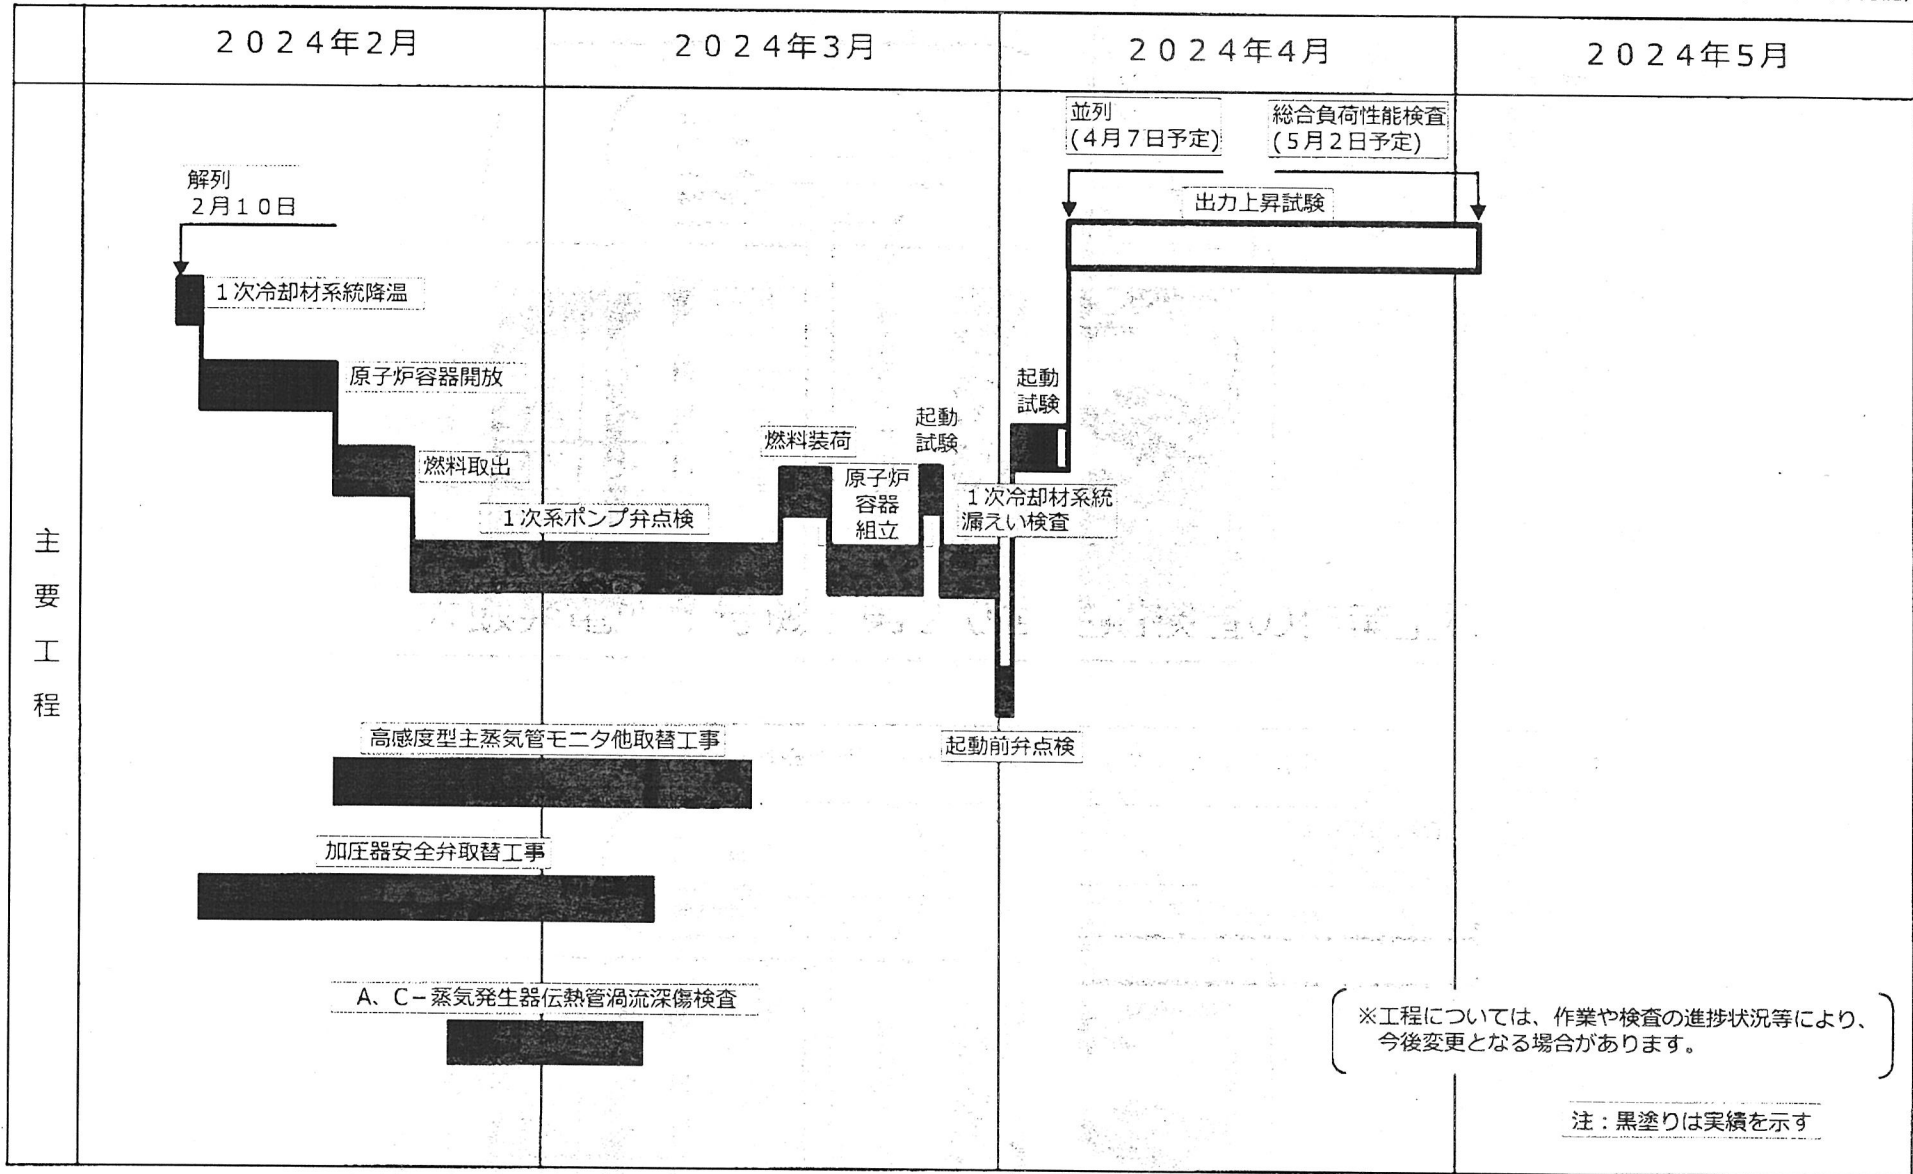 ２０２４年２月
２０２４年３月
２０２４年４月
２０２４年５月
主要工程
並列
(４月７日予定)
総合負荷性能検査
(５月２日予定)
解列
２月１０日
出力上昇試験
１次冷却材系統降温
原子炉容器開放
起動
試験
燃料取出
燃料装荷
起動
試験
原子炉
容器
組立
１次冷却材系統
漏えい検査
１次系ポンプ弁点検
高感度型主蒸気管モニタ他取替工事
起動前弁点検
加圧器安全弁取替工事
A、C－蒸気発生器伝熱管渦流深傷検査
※工程については、作業や検査の進捗状況等により、
今後変更となる場合があります。
注：黒塗りは実績を示す